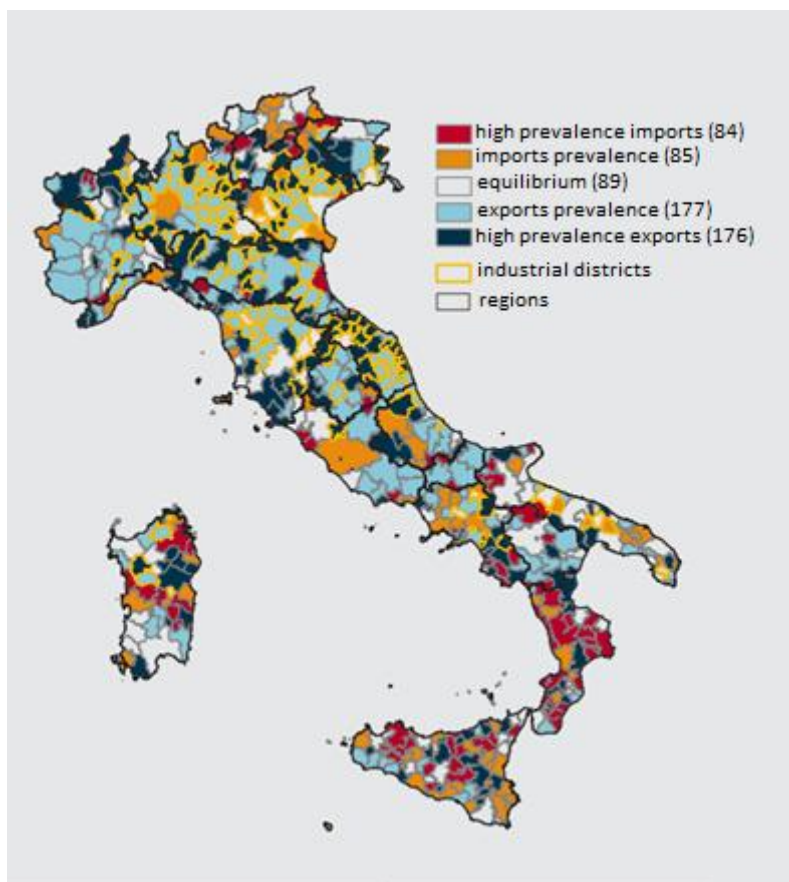 high prevalence imports (84)
imports prevalence (85)
equilibrium (89)
exports prevalence (177)
high prevalence exports (176)
industrial districts
regions